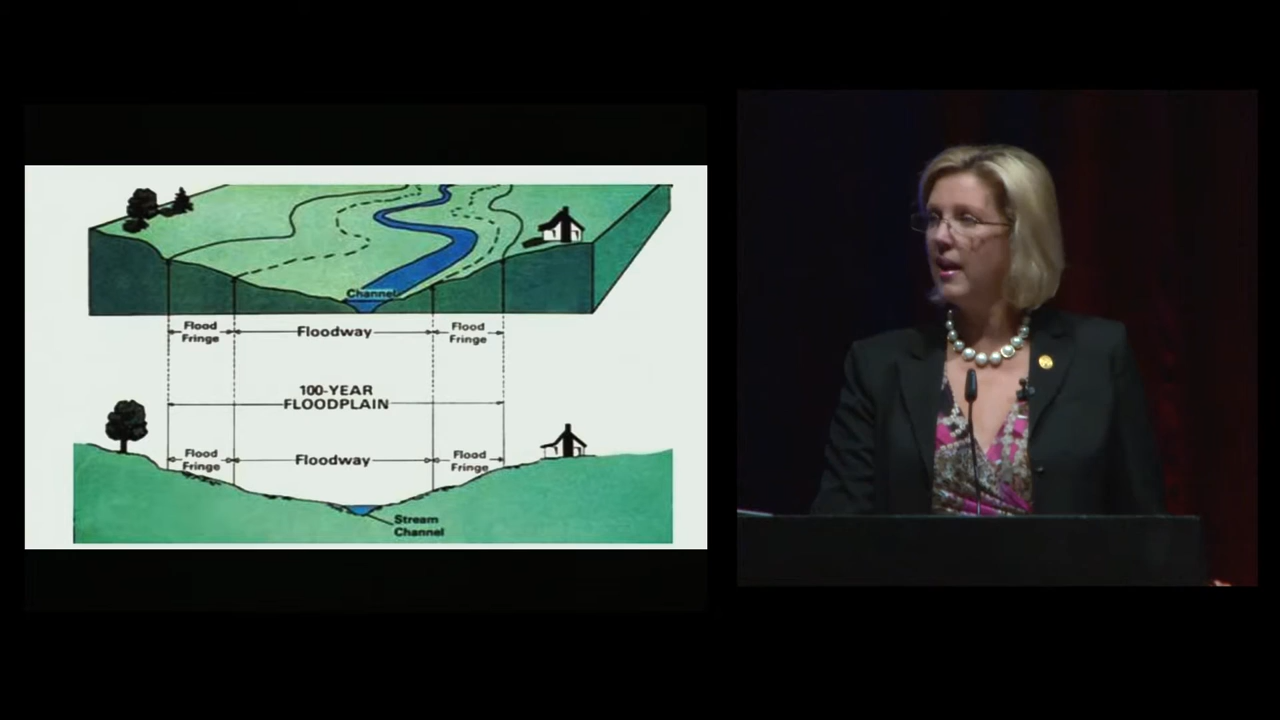 Channel
Flood
Fringe
Floodway
Flood
Fringe
100-YEAR
FLOODPLAIN
Flood
Fringe
Floodway
Flood
Fringe
Stream
Channel